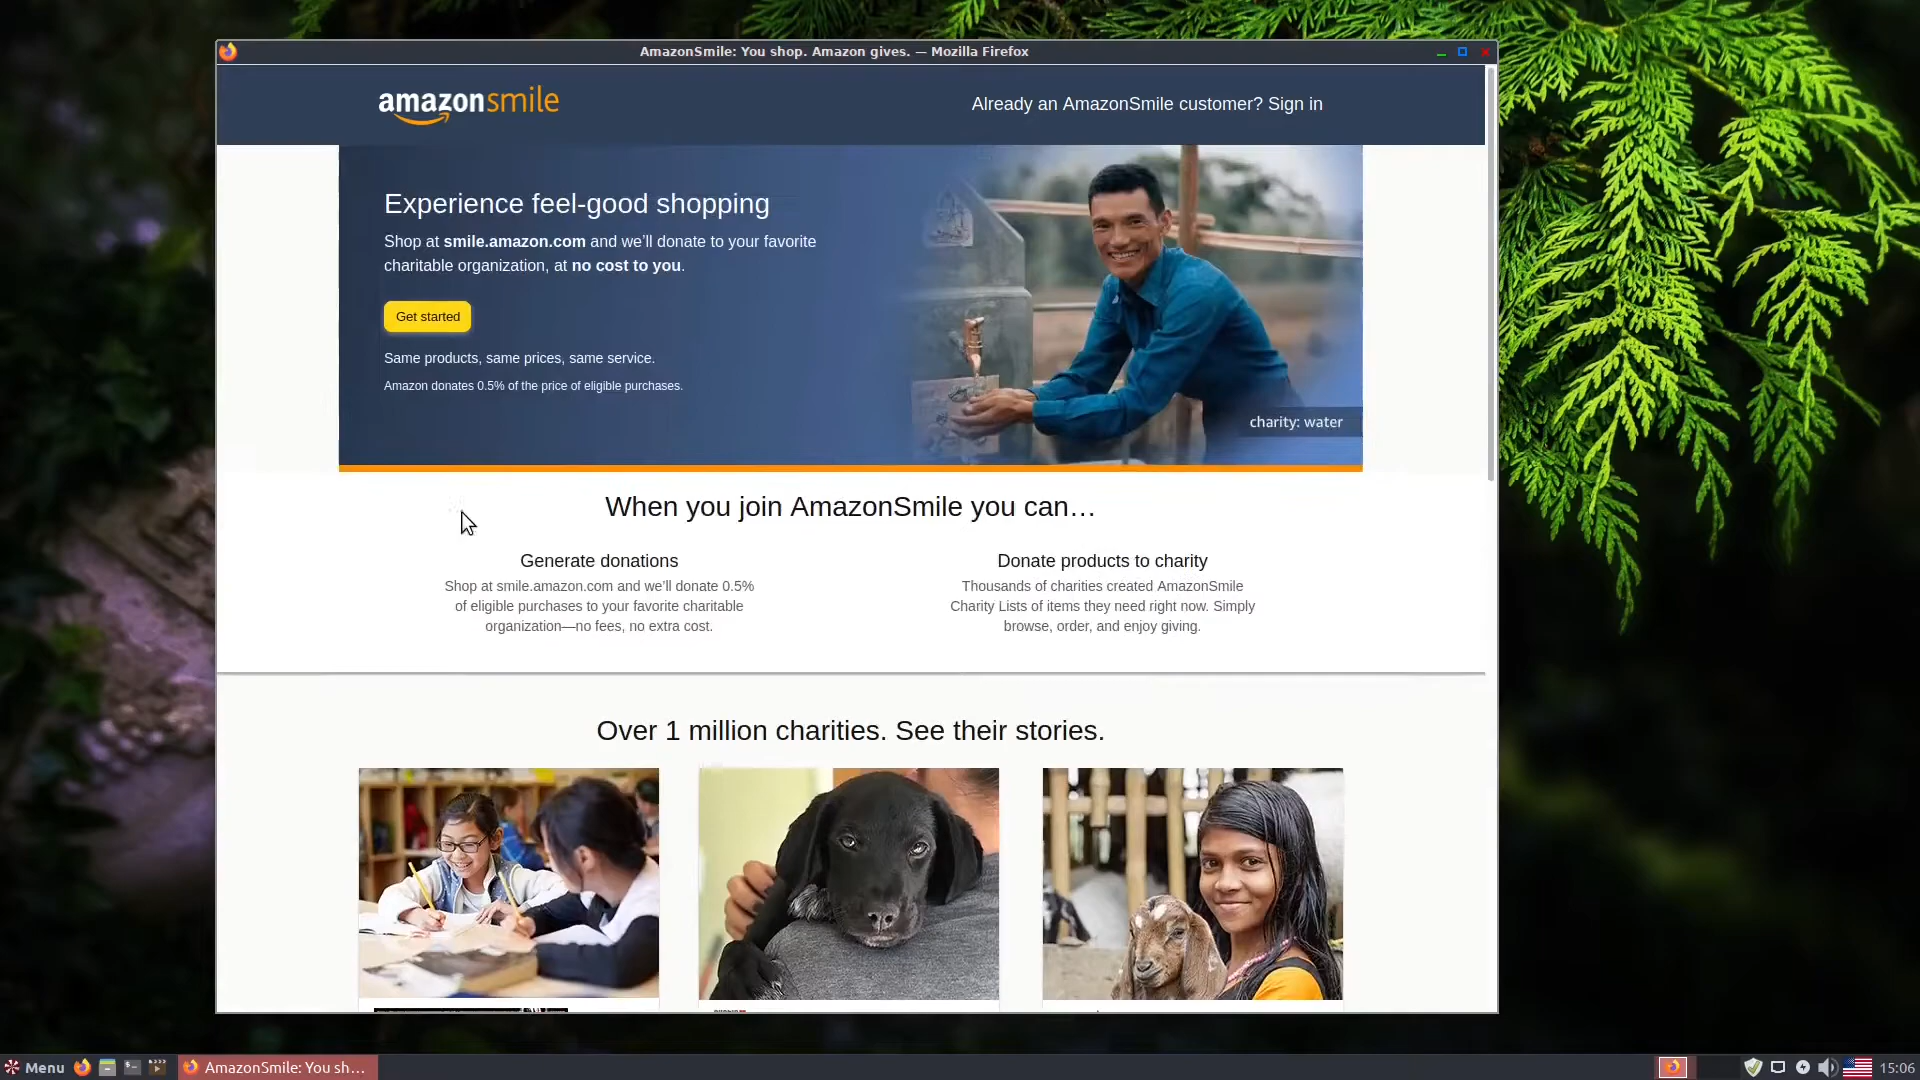 AmazonSmile: You shop. Amazon gives. — Mozilla Firefox
amazonsmile
Already an AmazonSmile customer? Sign in
Experience feel-good shopping
Shop at smile.amazon.com and we’ll donate to your favorite
charitable organization, at no cost to you.
Get started
Same products, same prices, same service.
Amazon donates 0.5% of the price of eligible purchases.
charity: water
When you join AmazonSmile you can…
Generate donations
Shop at smile.amazon.com and we’ll donate 0.5%
of eligible purchases to your favorite charitable
organization—no fees, no extra cost.
Donate products to charity
Thousands of charities created AmazonSmile
Charity Lists of items they need right now. Simply
browse, order, and enjoy giving.
Over 1 million charities. See their stories.
Menu
AmazonSmile: You sh…
15:06